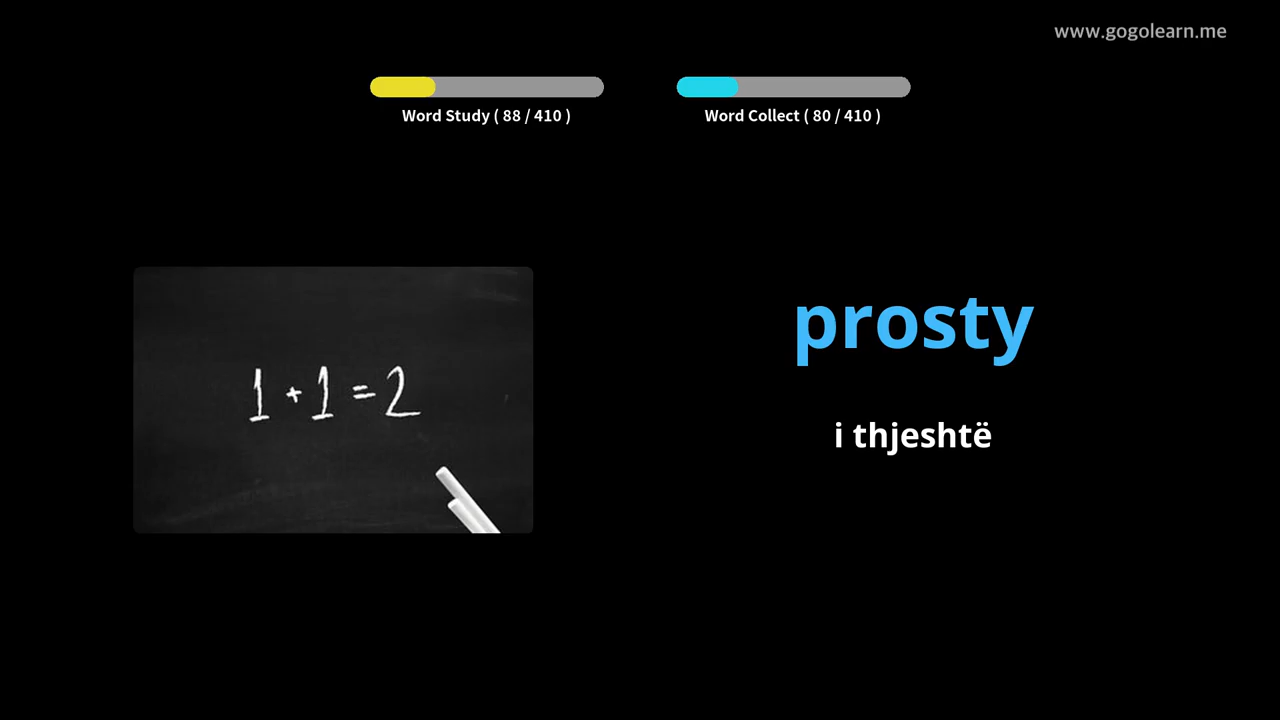 www.gogolearn.me
Word Study ( 88 / 410 )
Word Collect ( 80 / 410 )
1 + 1 = 2
prosty
i thjeshtë